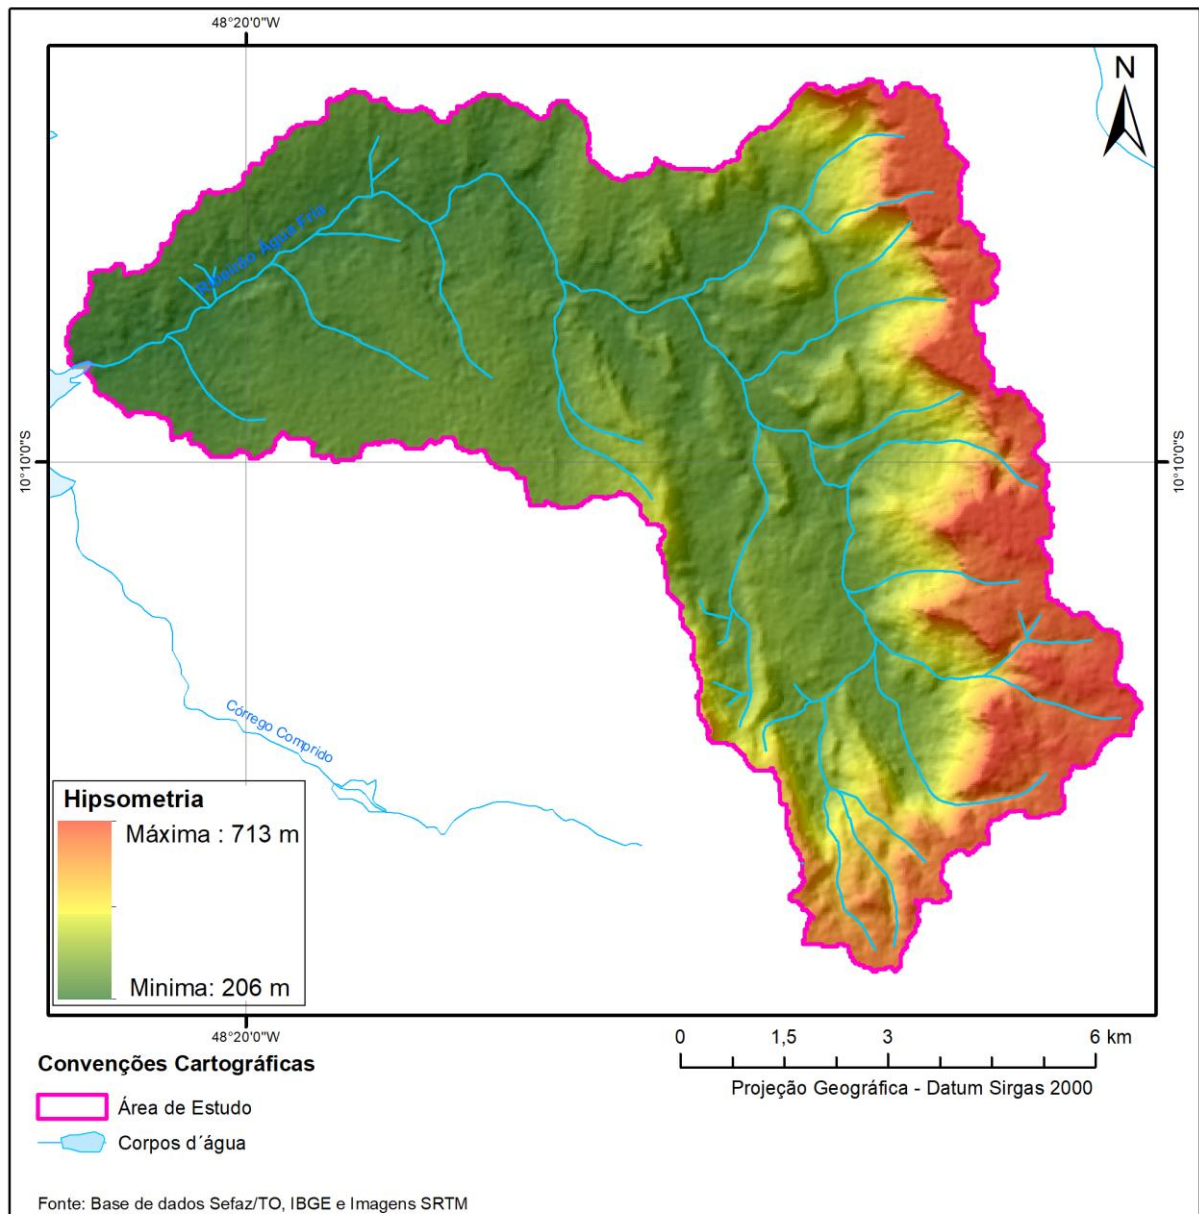 48°20'0"W
N
Ribeirão Água Fria
10°10'0"S
10°10'0"S
Córrego Comprido
Hipsometria
Máxima : 713 m
Minima: 206 m
48°20'0"W
0 1,5 3 6 km
Projeção Geográfica - Datum Sirgas 2000
Convenções Cartográficas
Área de Estudo
Corpos d´água
Fonte: Base de dados Sefaz/TO, IBGE e Imagens SRTM